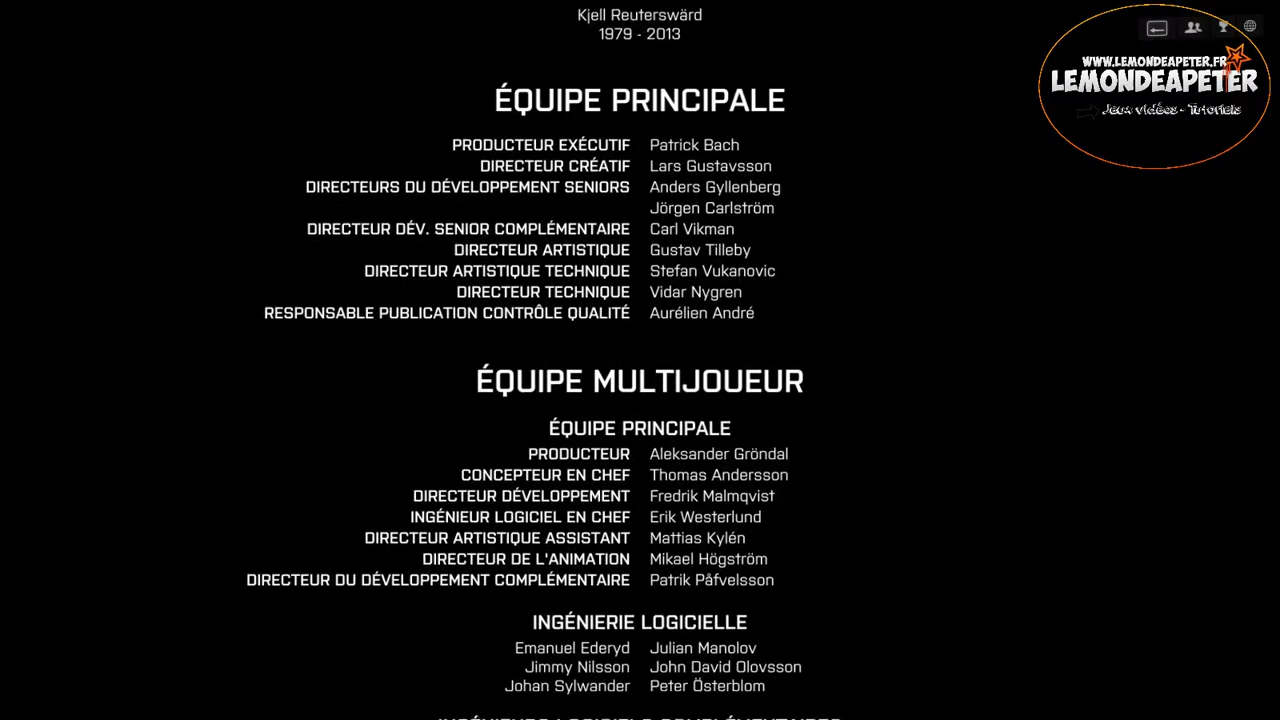 Kjell Reuterswärd
1979 - 2013
WWW.LEMONDEAPETER.FR
LEMONDEAPETER
Jeux vidéos - Tutoriels
ÉQUIPE PRINCIPALE
PRODUCTEUR EXÉCUTIF Patrick Bach
DIRECTEUR CRÉATIF Lars Gustavsson
DIRECTEURS DU DÉVELOPPEMENT SENIORS Anders Gyllenberg
Jörgen Carlström
DIRECTEUR DÉV. SENIOR COMPLÉMENTAIRE Carl Vikman
DIRECTEUR ARTISTIQUE Gustav Tilleby
DIRECTEUR ARTISTIQUE TECHNIQUE Stefan Vukanovic
DIRECTEUR TECHNIQUE Vidar Nygren
RESPONSABLE PUBLICATION CONTRÔLE QUALITÉ Aurélien André
ÉQUIPE MULTIJOUEUR
ÉQUIPE PRINCIPALE
PRODUCTEUR Aleksander Gröndal
CONCEPTEUR EN CHEF Thomas Andersson
DIRECTEUR DÉVELOPPEMENT Fredrik Malmqvist
INGÉNIEUR LOGICIEL EN CHEF Erik Westerlund
DIRECTEUR ARTISTIQUE ASSISTANT Mattias Kylén
DIRECTEUR DE L'ANIMATION Mikael Högström
DIRECTEUR DU DÉVELOPPEMENT COMPLÉMENTAIRE Patrik Påfvelsson
INGÉNIERIE LOGICIELLE
Emanuel Ederyd Julian Manolov
Jimmy Nilsson John David Olovsson
Johan Sylwander Peter Österblom
INGÉNIEURS LOGICIELS COMPLÉMENTAIRES